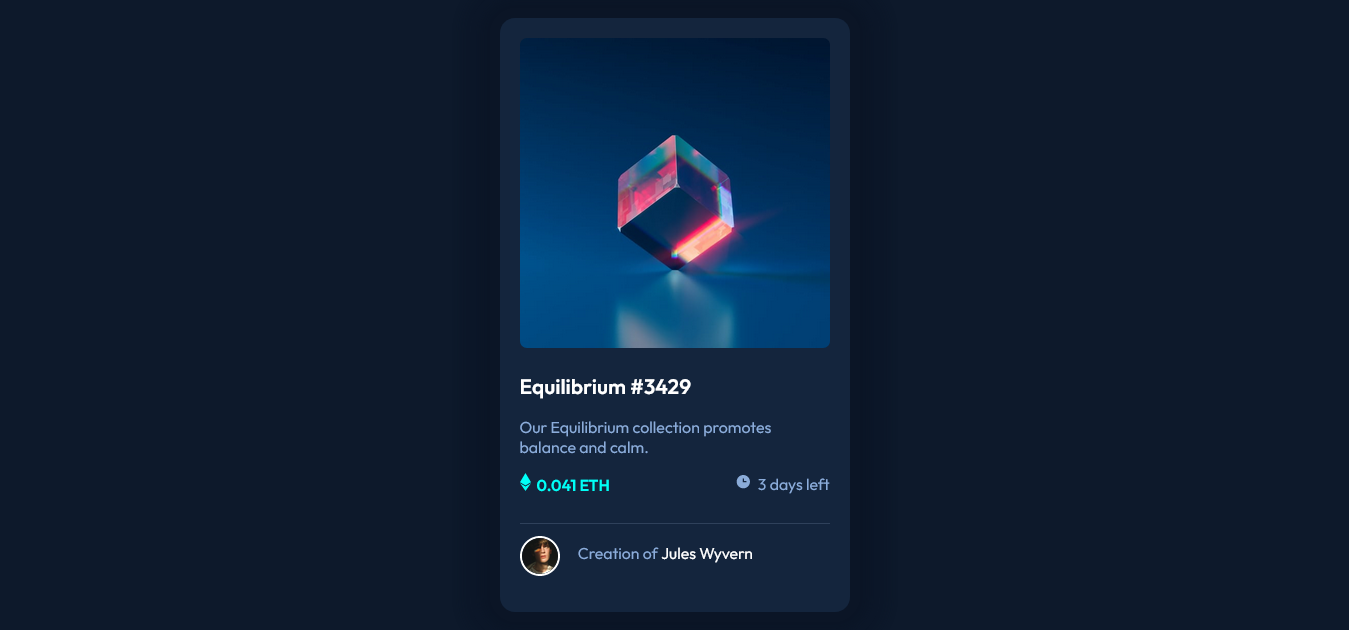 Equilibrium #3429
Our Equilibrium collection promotes
balance and calm.
0.041 ETH
3 days left
Creation of Jules Wyvern